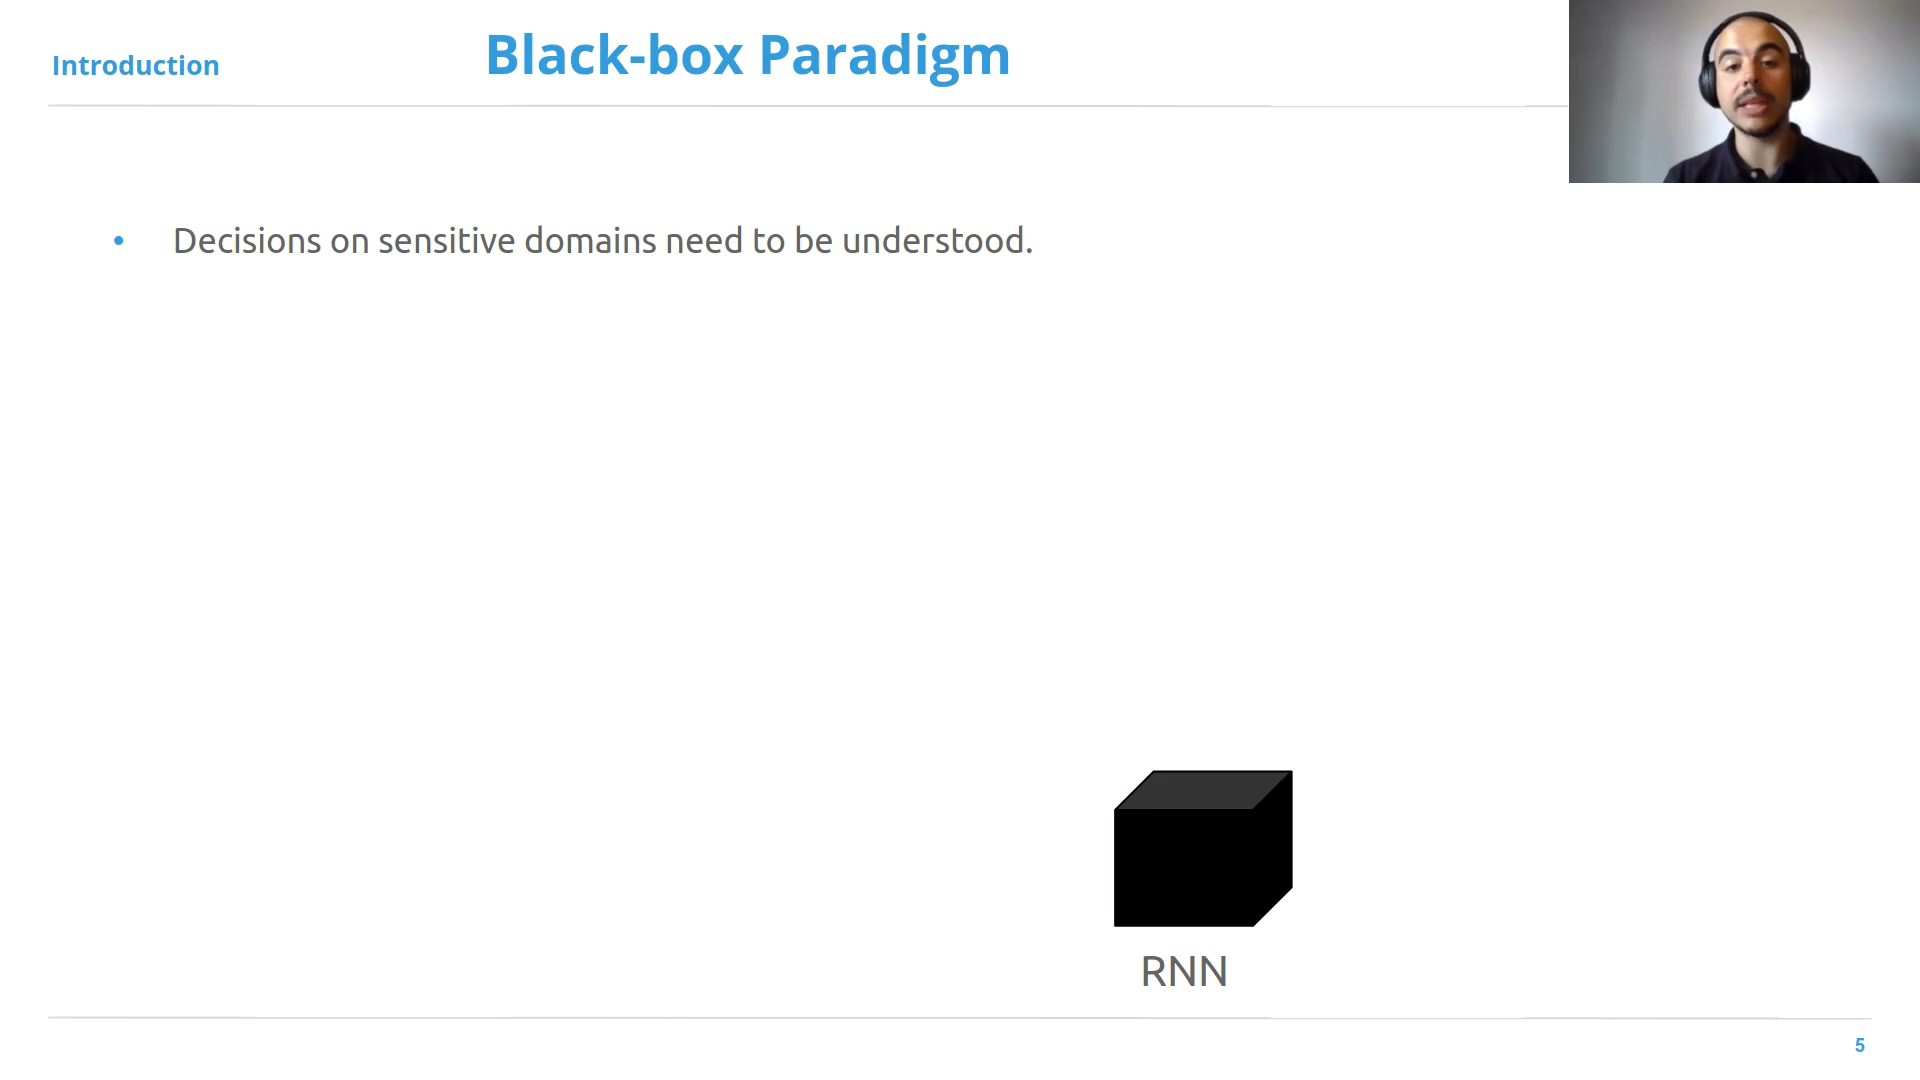 Introduction
Black-box Paradigm
• Decisions on sensitive domains need to be understood.
RNN
5